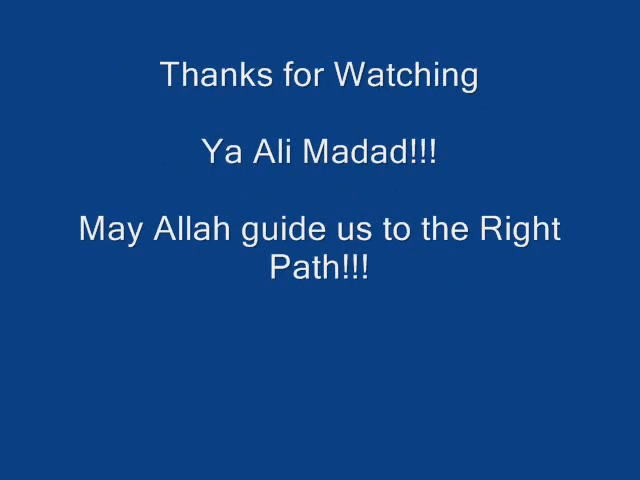 Thanks for Watching
Ya Ali Madad!!!
May Allah guide us to the Right
Path!!!